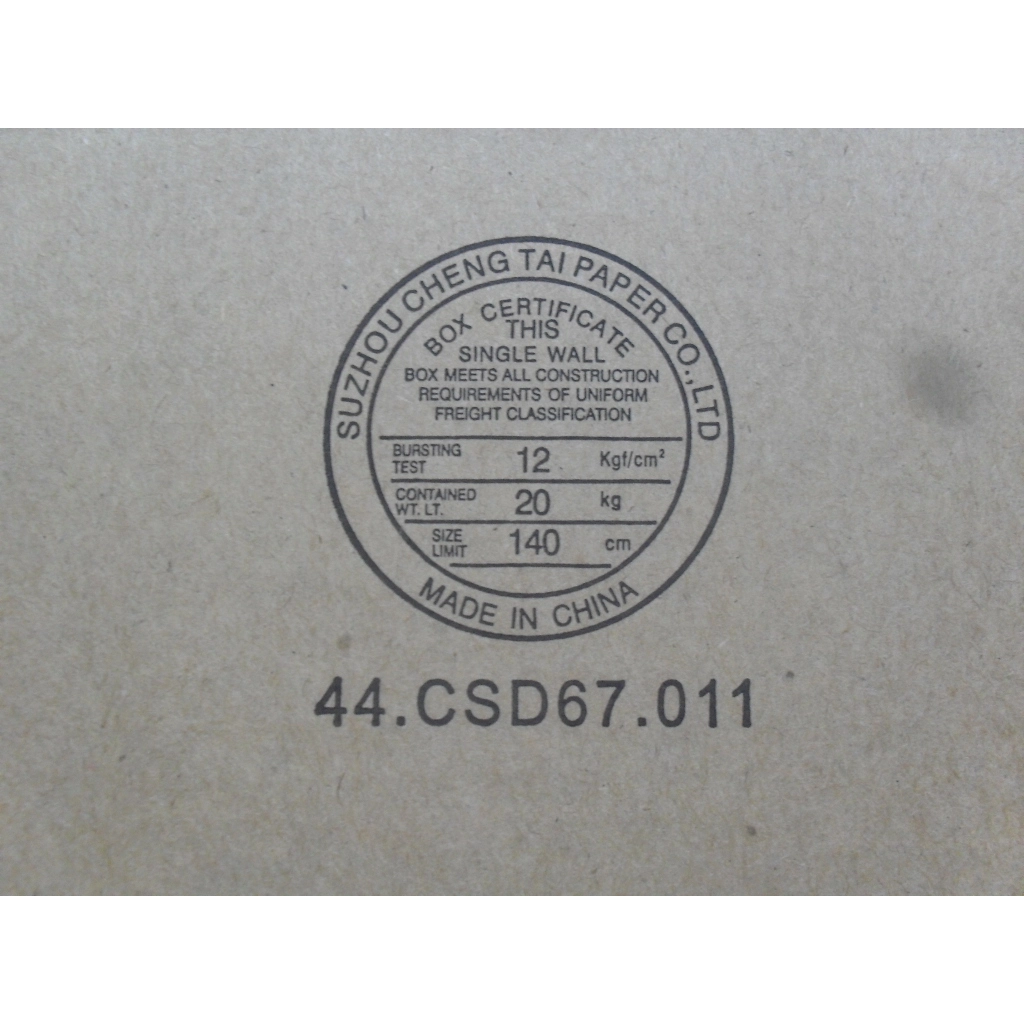 SUZHOU CHENG TAI PAPER CO.,LTD
BOX CERTIFICATE
THIS
SINGLE WALL
BOX MEETS ALL CONSTRUCTION
REQUIREMENTS OF UNIFORM
FREIGHT CLASSIFICATION
BURSTING TEST 12 Kgf/cm²
CONTAINED WT. LT. 20 kg
SIZE LIMIT 140 cm
MADE IN CHINA
44.CSD67.011